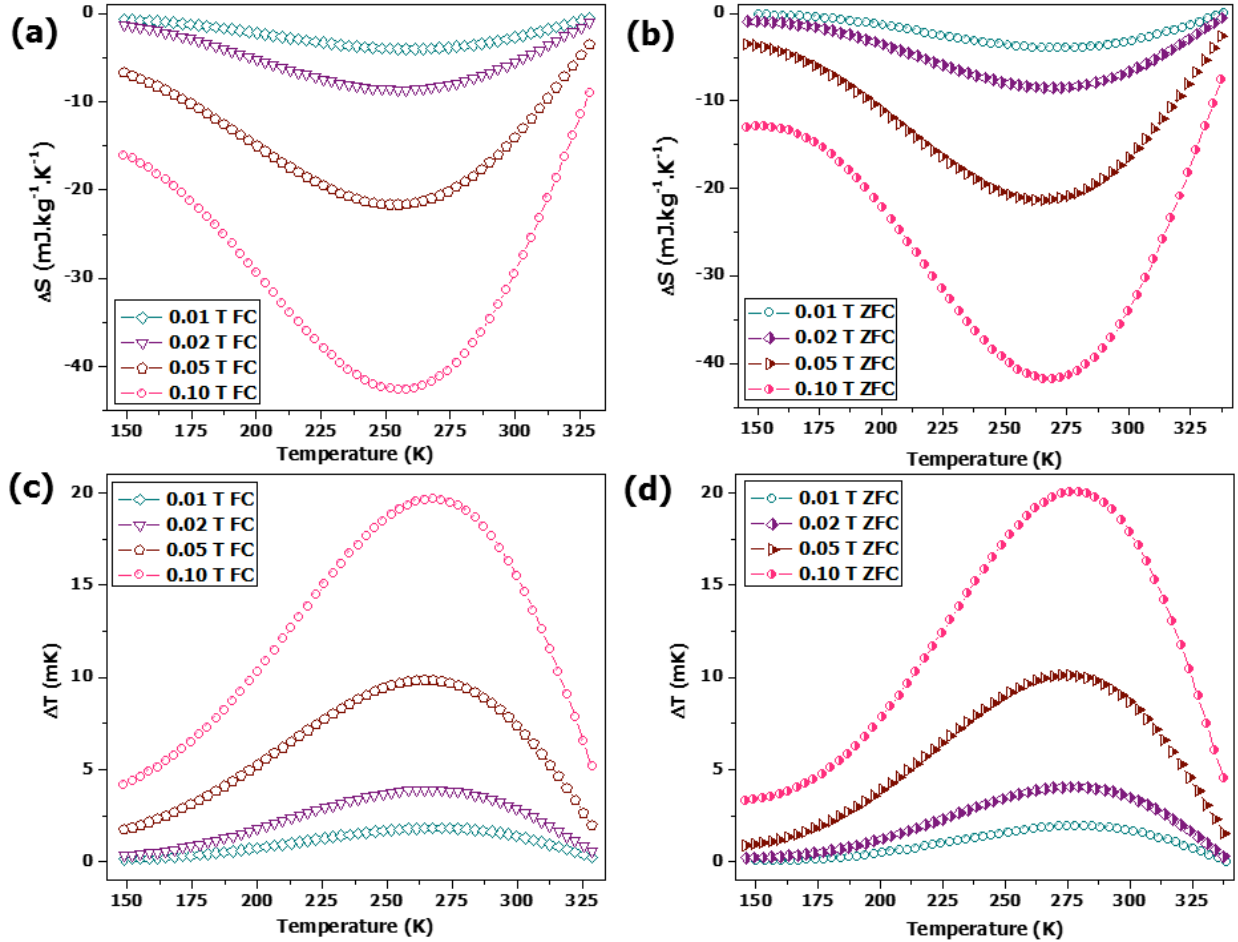 (a)
0
-10
-20
-30
-40
ΔS (mJ.kg⁻¹.K⁻¹)
0.01 T FC
0.02 T FC
0.05 T FC
0.10 T FC
150 175 200 225 250 275 300 325
Temperature (K)
(b)
0
-10
-20
-30
-40
ΔS (mJ.kg⁻¹.K⁻¹)
0.01 T ZFC
0.02 T ZFC
0.05 T ZFC
0.10 T ZFC
150 175 200 225 250 275 300 325
Temperature (K)
(c)
20
15
10
5
0
ΔT (mK)
0.01 T FC
0.02 T FC
0.05 T FC
0.10 T FC
150 175 200 225 250 275 300 325
Temperature (K)
(d)
20
15
10
5
0
ΔT (mK)
0.01 T ZFC
0.02 T ZFC
0.05 T ZFC
0.10 T ZFC
150 175 200 225 250 275 300 325
Temperature (K)